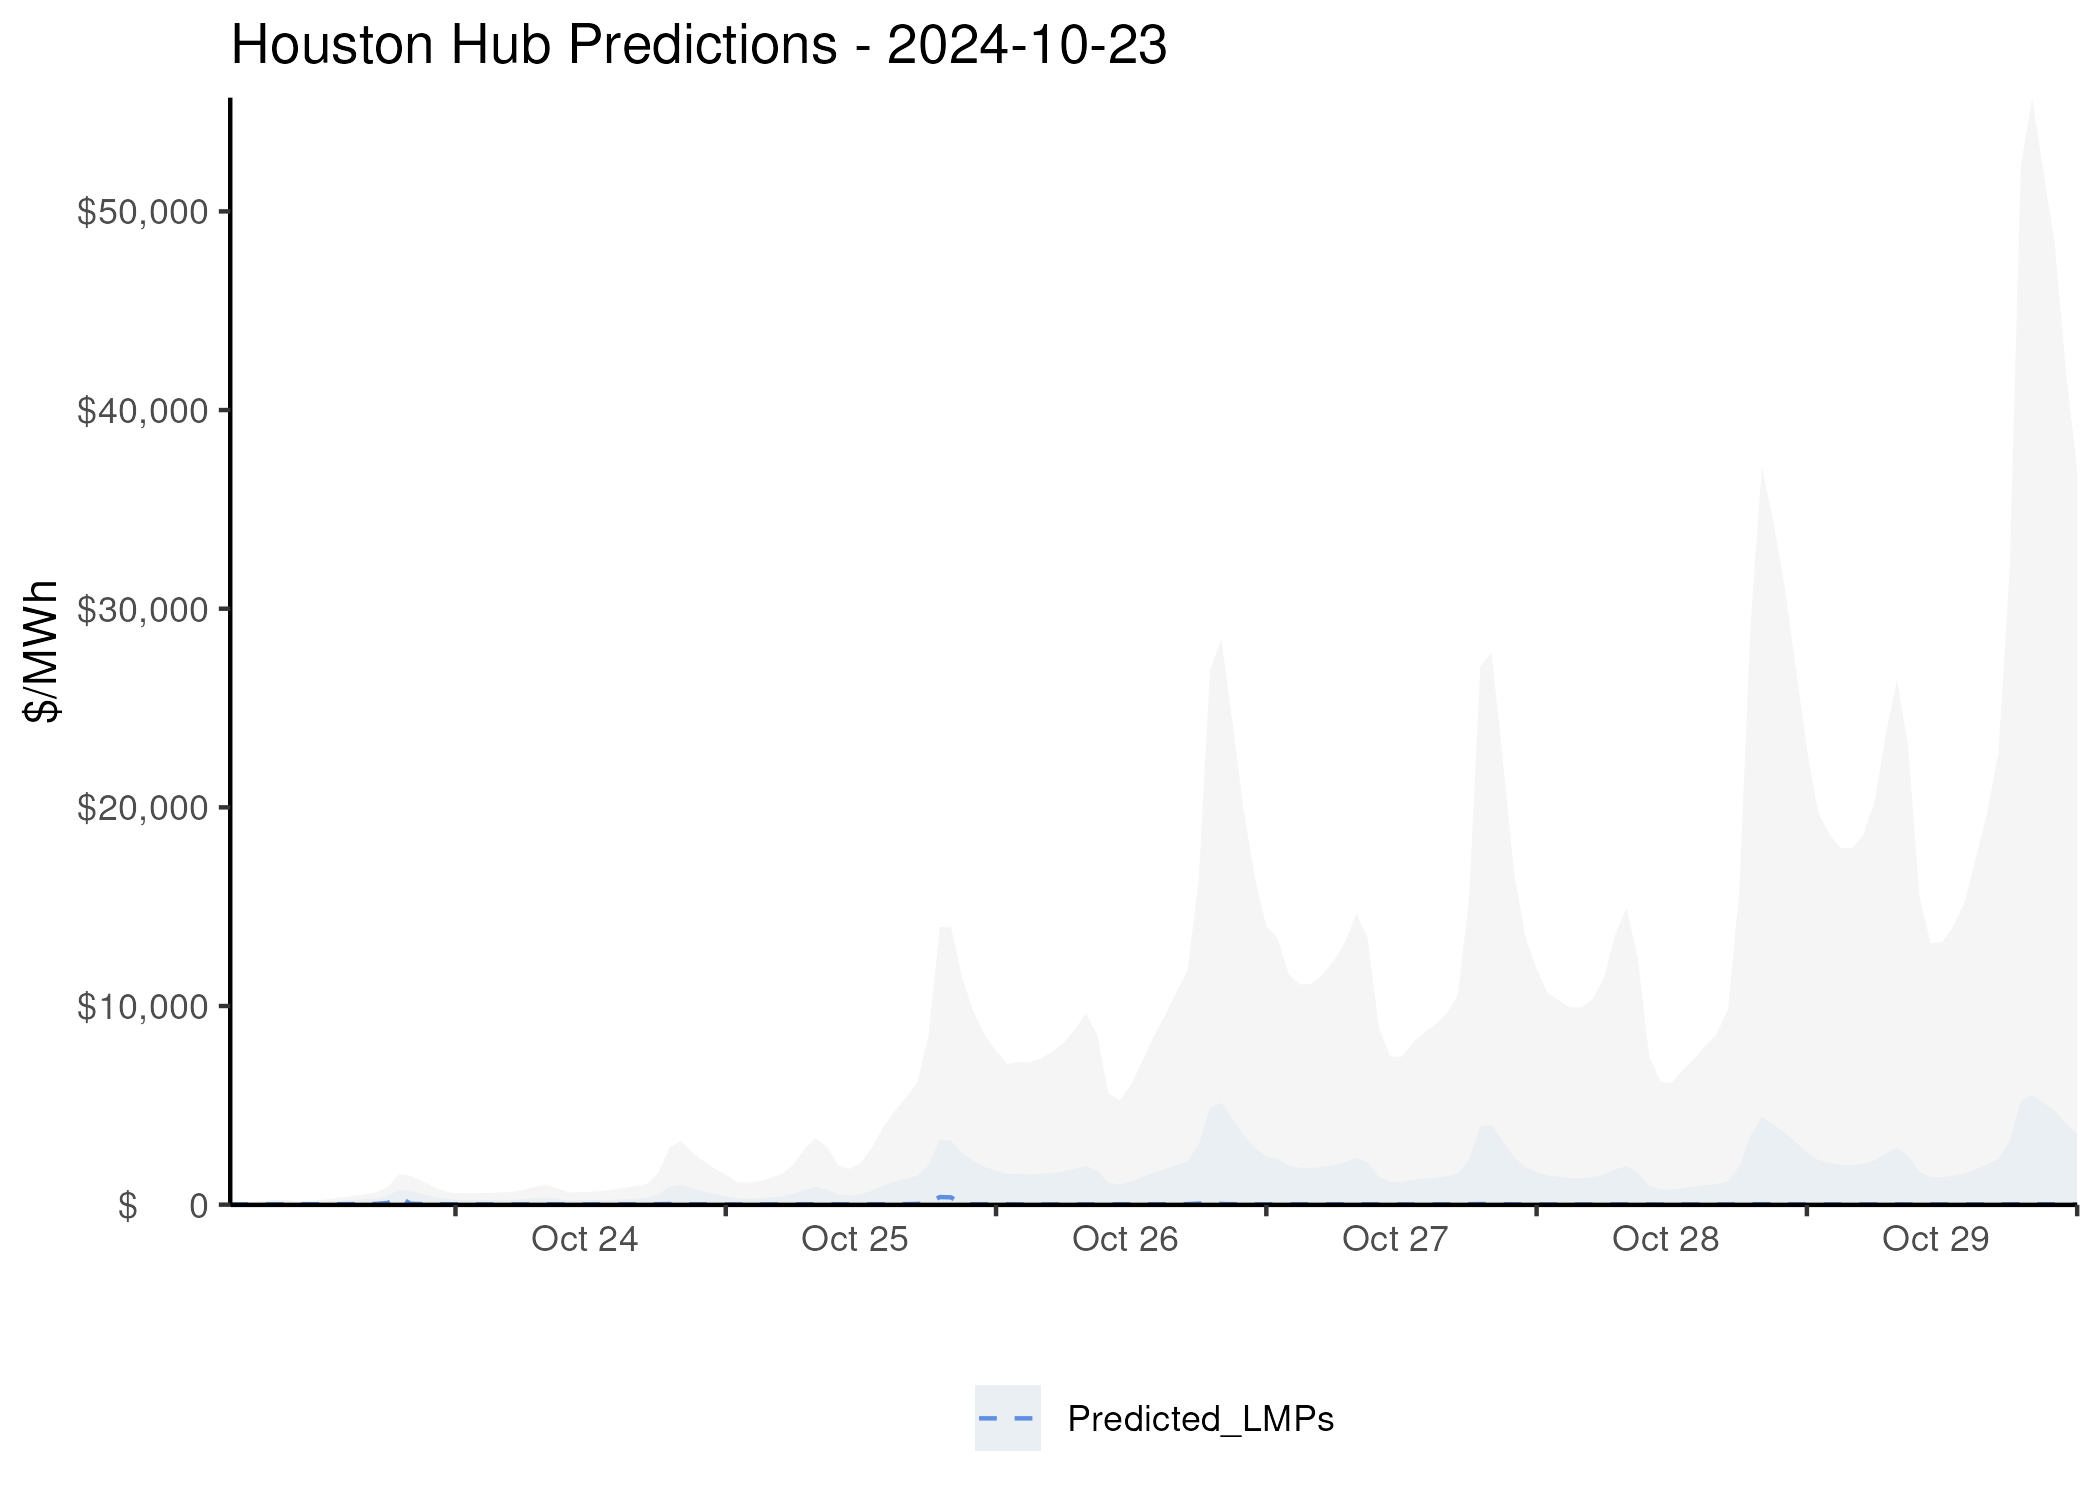 Houston Hub Predictions - 2024-10-23
$/MWh
$50,000
$40,000
$30,000
$20,000
$10,000
$ 0
Oct 24 Oct 25 Oct 26 Oct 27 Oct 28 Oct 29
Predicted_LMPs